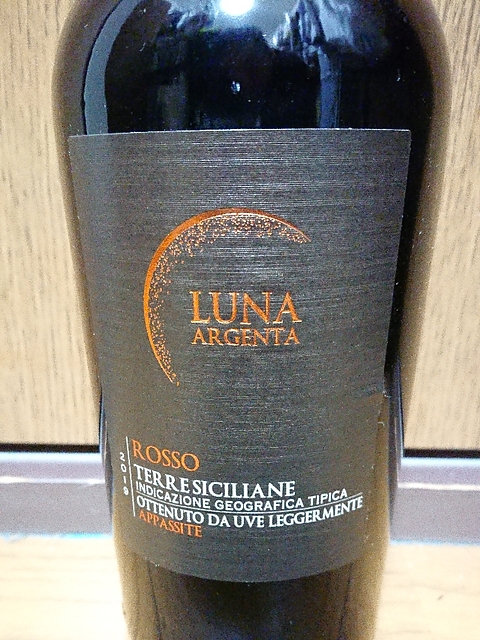 LUNA
ARGENTA
ROSSO
2019
TERRE SICILIANE
INDICAZIONE GEOGRAFICA TIPICA
OTTENUTO DA UVE LEGGERMENTE
APPASSITE